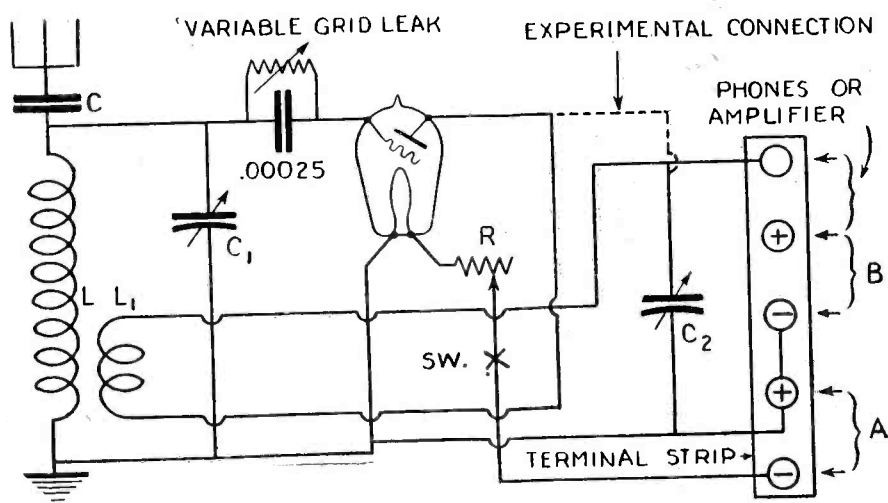 VARIABLE GRID LEAK
EXPERIMENTAL CONNECTION
PHONES OR
AMPLIFIER
C
.00025
C1
R
+
B
L
L1
C2
−
SW.
+
A
TERMINAL STRIP
−